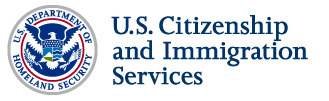 U.S. DEPARTMENT OF
HOMELAND SECURITY
U.S. Citizenship
and Immigration
Services